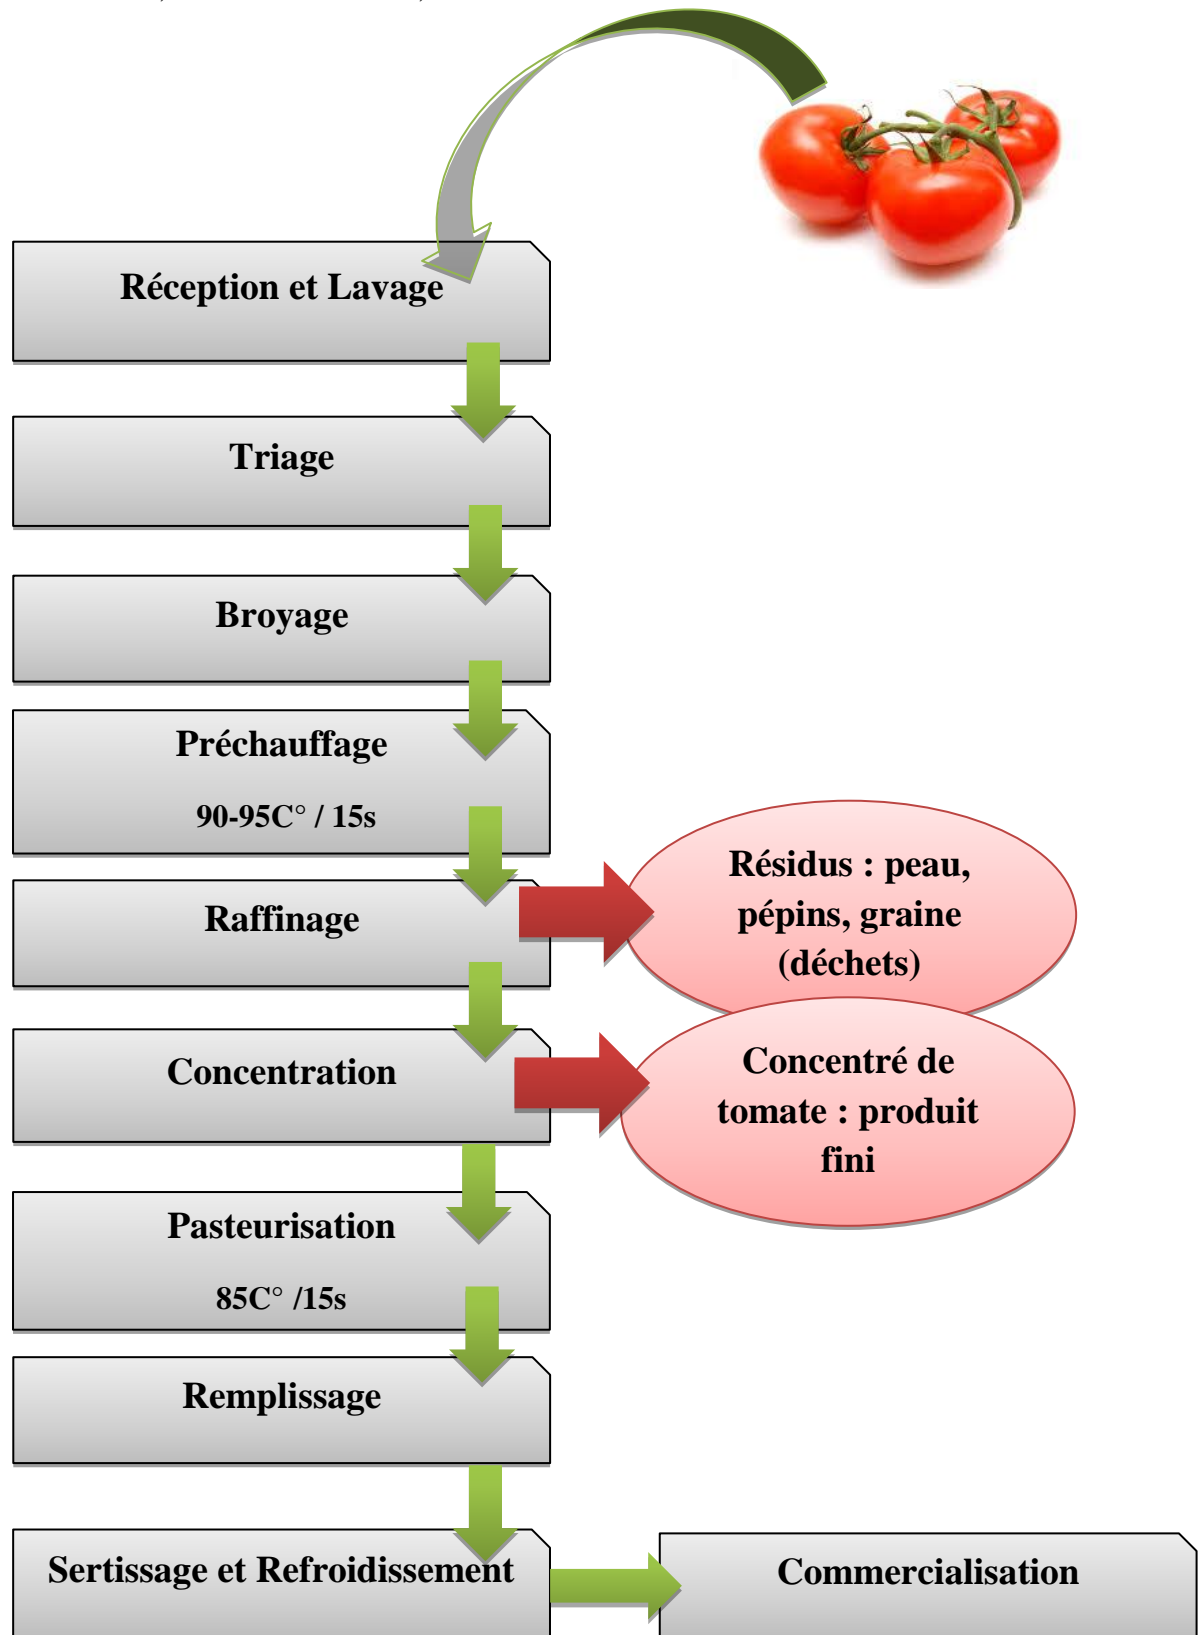 Réception et Lavage
Triage
Broyage
Préchauffage
90-95C° / 15s
Raffinage
Résidus : peau,
pépins, graine
(déchets)
Concentration
Concentré de
tomate : produit
fini
Pasteurisation
85C° /15s
Remplissage
Sertissage et Refroidissement
Commercialisation